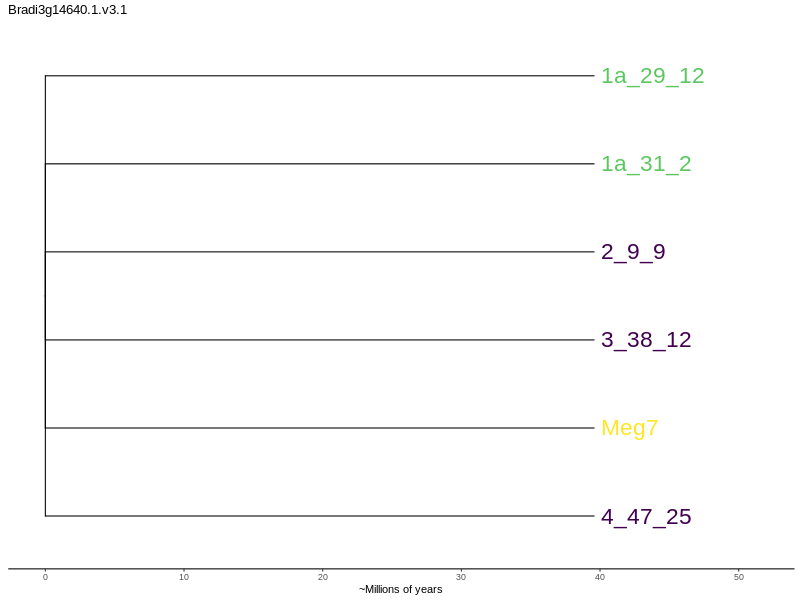 Bradi3g14640.1.v3.1
1a_29_12
1a_31_2
2_9_9
3_38_12
Meg7
4_47_25
0 10 20 30 40 50
~Millions of years